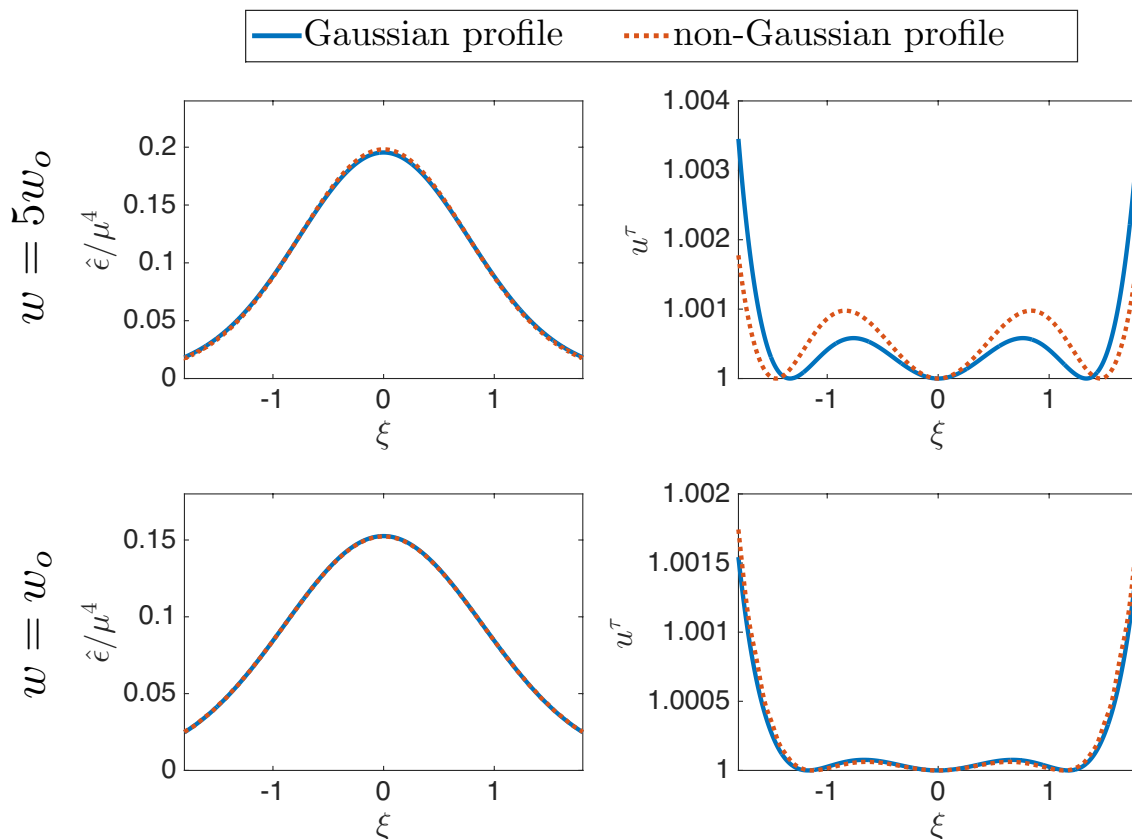 Gaussian profile non-Gaussian profile
w = 5w_o
ϵ̂/μ⁴
0.2
0.15
0.1
0.05
0
-1 0 1
ξ
u^τ
1.004
1.003
1.002
1.001
1
-1 0 1
ξ
w = w_o
ϵ̂/μ⁴
0.15
0.1
0.05
0
-1 0 1
ξ
u^τ
1.002
1.0015
1.001
1.0005
1
-1 0 1
ξ